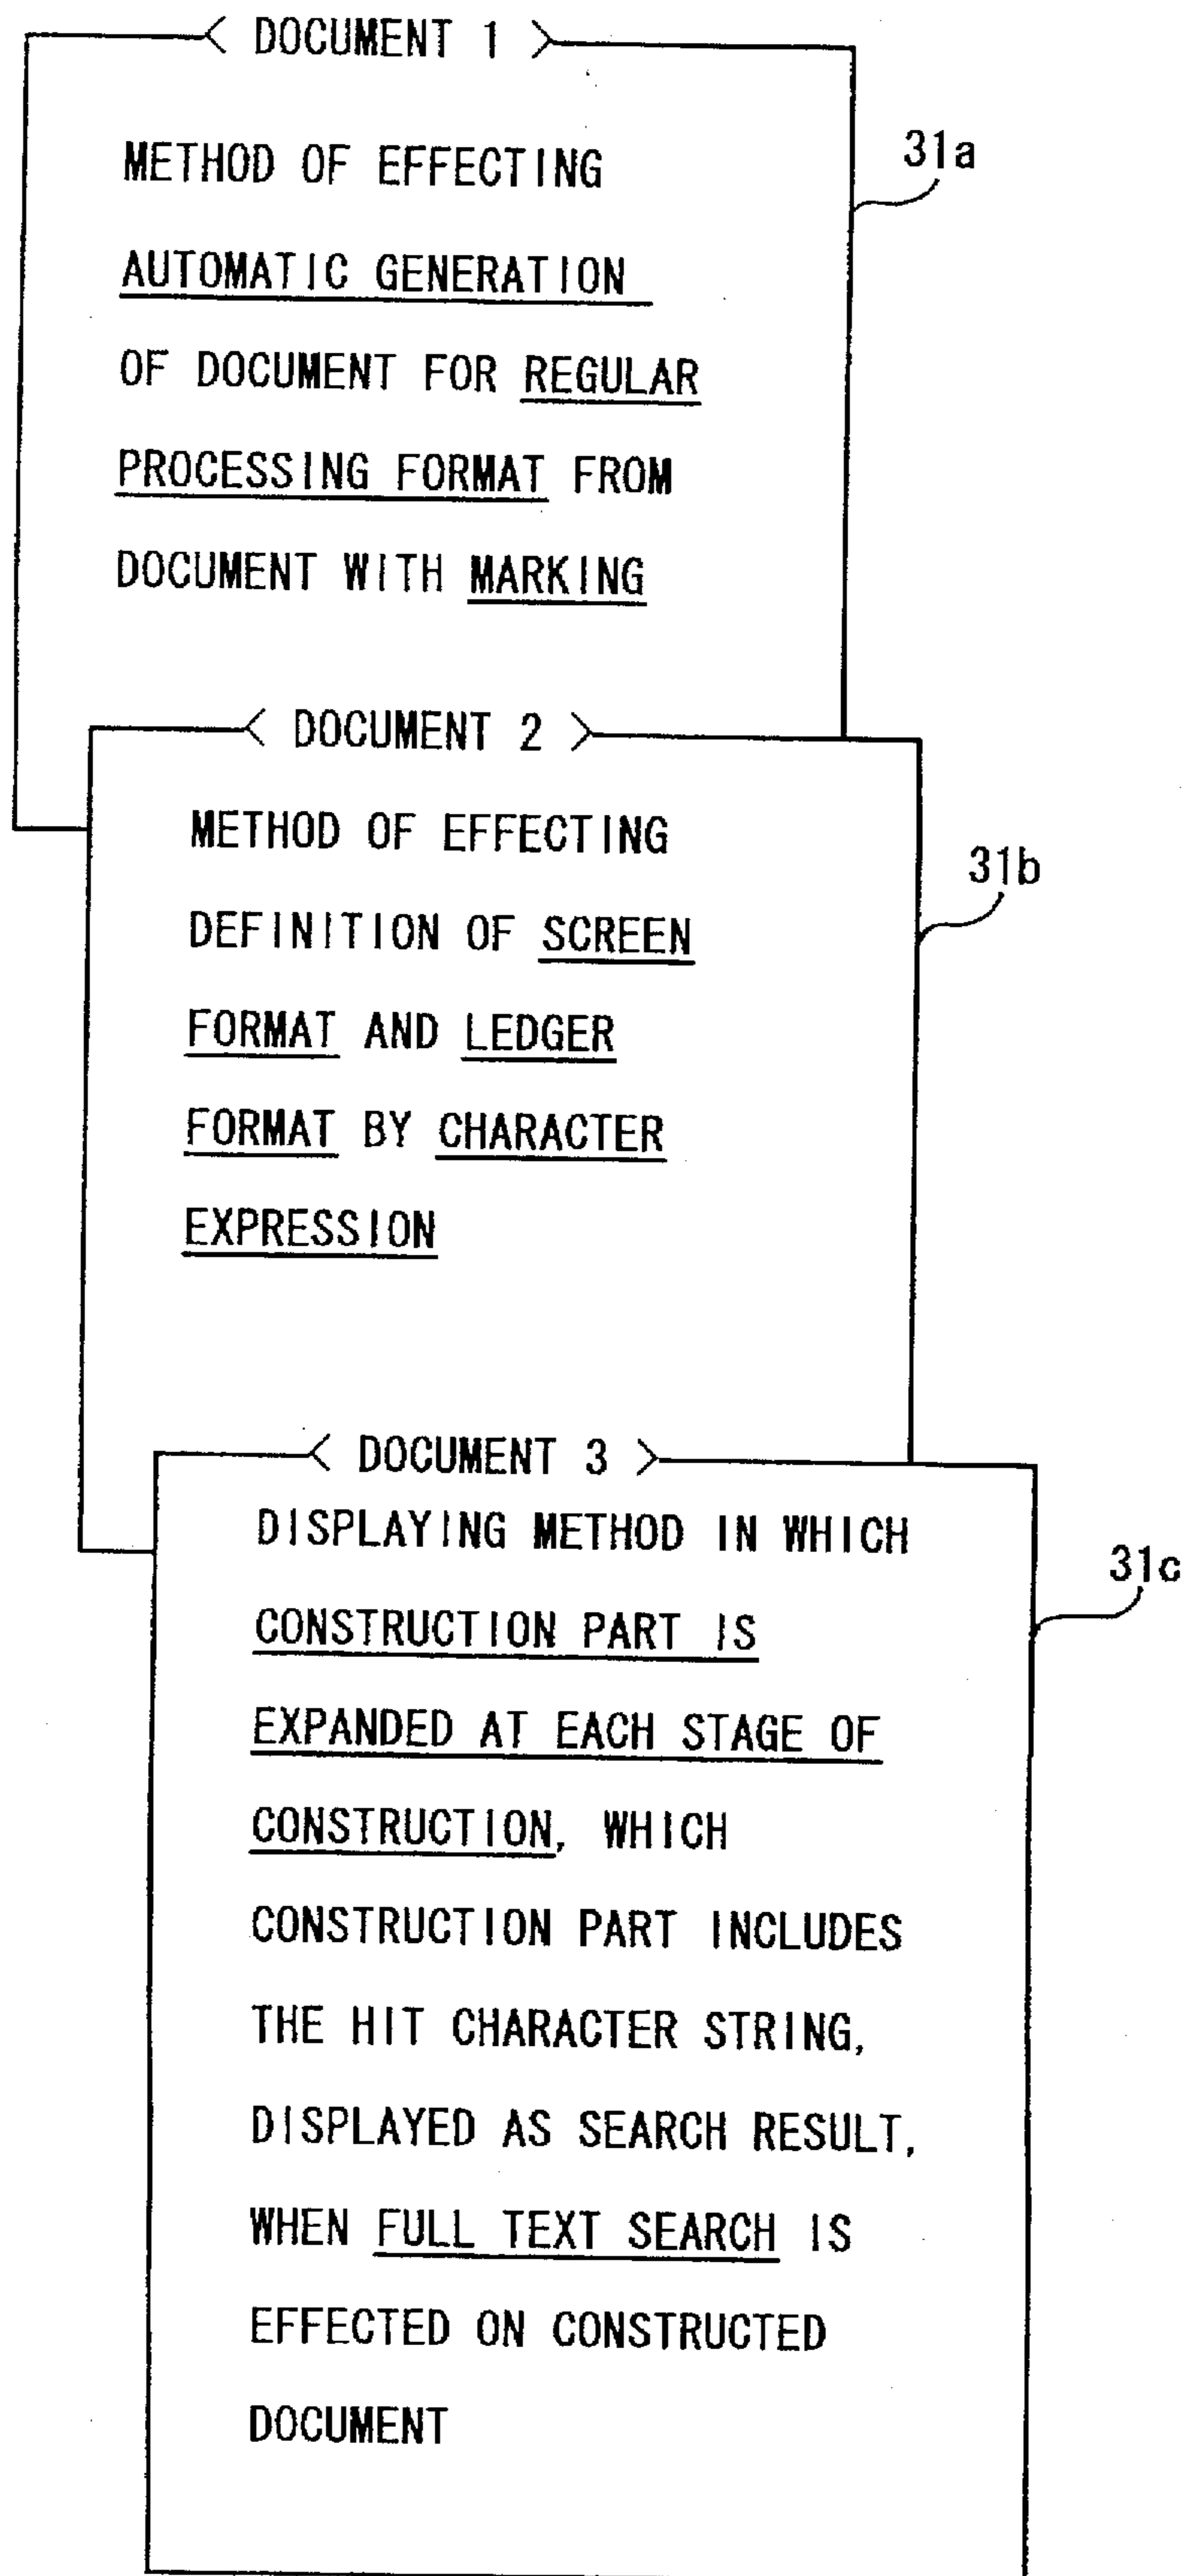 < DOCUMENT 1 >
31a
METHOD OF EFFECTING
AUTOMATIC GENERATION
OF DOCUMENT FOR REGULAR
PROCESSING FORMAT FROM
DOCUMENT WITH MARKING
< DOCUMENT 2 >
31b
METHOD OF EFFECTING
DEFINITION OF SCREEN
FORMAT AND LEDGER
FORMAT BY CHARACTER
EXPRESSION
< DOCUMENT 3 >
31c
DISPLAYING METHOD IN WHICH
CONSTRUCTION PART IS
EXPANDED AT EACH STAGE OF
CONSTRUCTION, WHICH
CONSTRUCTION PART INCLUDES
THE HIT CHARACTER STRING,
DISPLAYED AS SEARCH RESULT,
WHEN FULL TEXT SEARCH IS
EFFECTED ON CONSTRUCTED
DOCUMENT